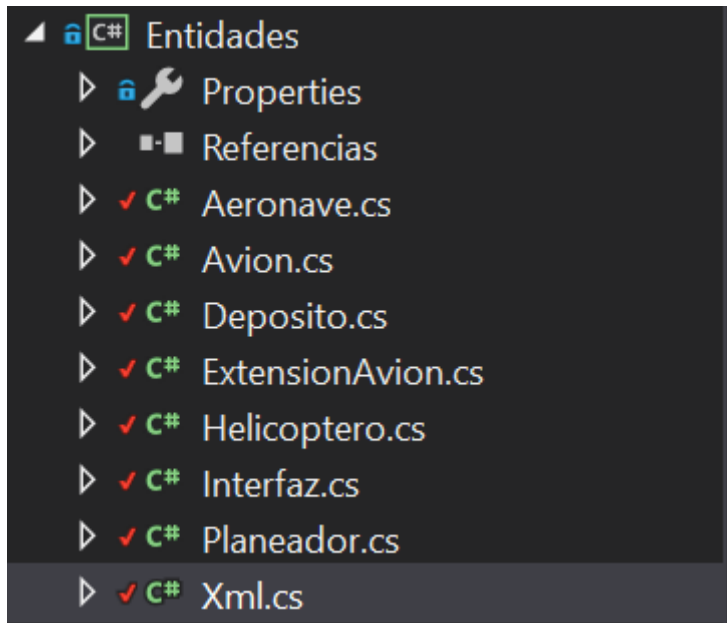 C# Entidades
Properties
Referencias
C# Aeronave.cs
C# Avion.cs
C# Deposito.cs
C# ExtensionAvion.cs
C# Helicoptero.cs
C# Interfaz.cs
C# Planeador.cs
C# Xml.cs